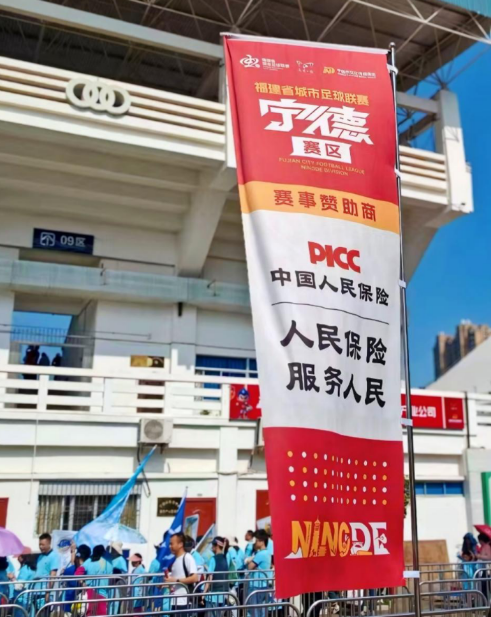 福建省城市足球联赛
宁德
赛区
FUJIAN CITY FOOTBALL LEAGUE
NINGDE DIVISION
赛事赞助商
PICC
中国人民保险
人民保险
服务人民
NINGDE
09区
公司